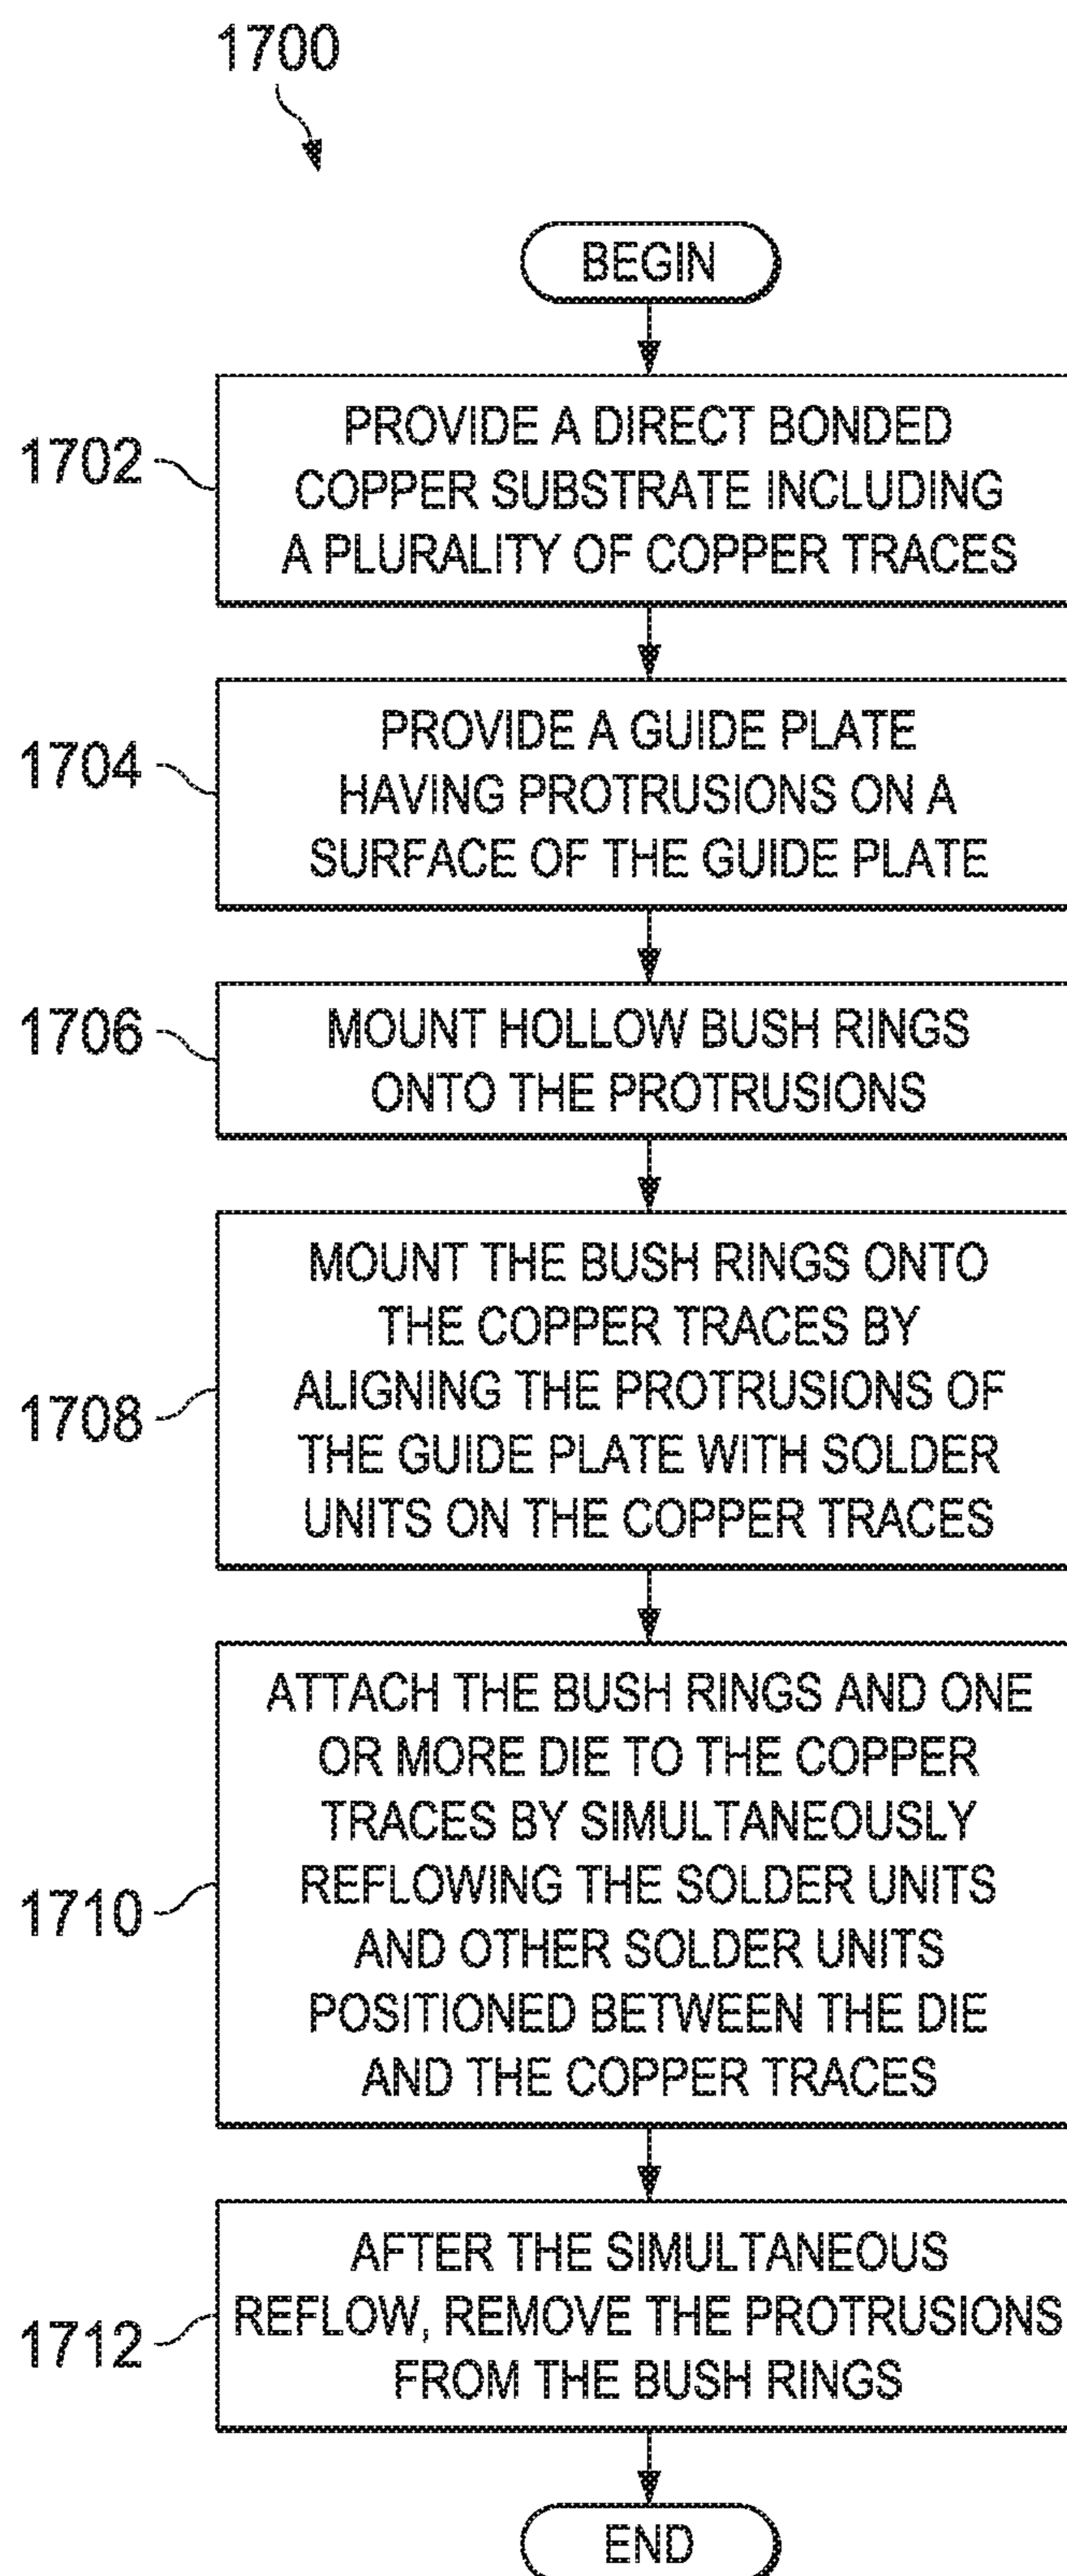 1700
BEGIN
1702
PROVIDE A DIRECT BONDED
COPPER SUBSTRATE INCLUDING
A PLURALITY OF COPPER TRACES
1704
PROVIDE A GUIDE PLATE
HAVING PROTRUSIONS ON A
SURFACE OF THE GUIDE PLATE
1706
MOUNT HOLLOW BUSH RINGS
ONTO THE PROTRUSIONS
1708
MOUNT THE BUSH RINGS ONTO
THE COPPER TRACES BY
ALIGNING THE PROTRUSIONS OF
THE GUIDE PLATE WITH SOLDER
UNITS ON THE COPPER TRACES
1710
ATTACH THE BUSH RINGS AND ONE
OR MORE DIE TO THE COPPER
TRACES BY SIMULTANEOUSLY
REFLOWING THE SOLDER UNITS
AND OTHER SOLDER UNITS
POSITIONED BETWEEN THE DIE
AND THE COPPER TRACES
1712
AFTER THE SIMULTANEOUS
REFLOW, REMOVE THE PROTRUSIONS
FROM THE BUSH RINGS
END